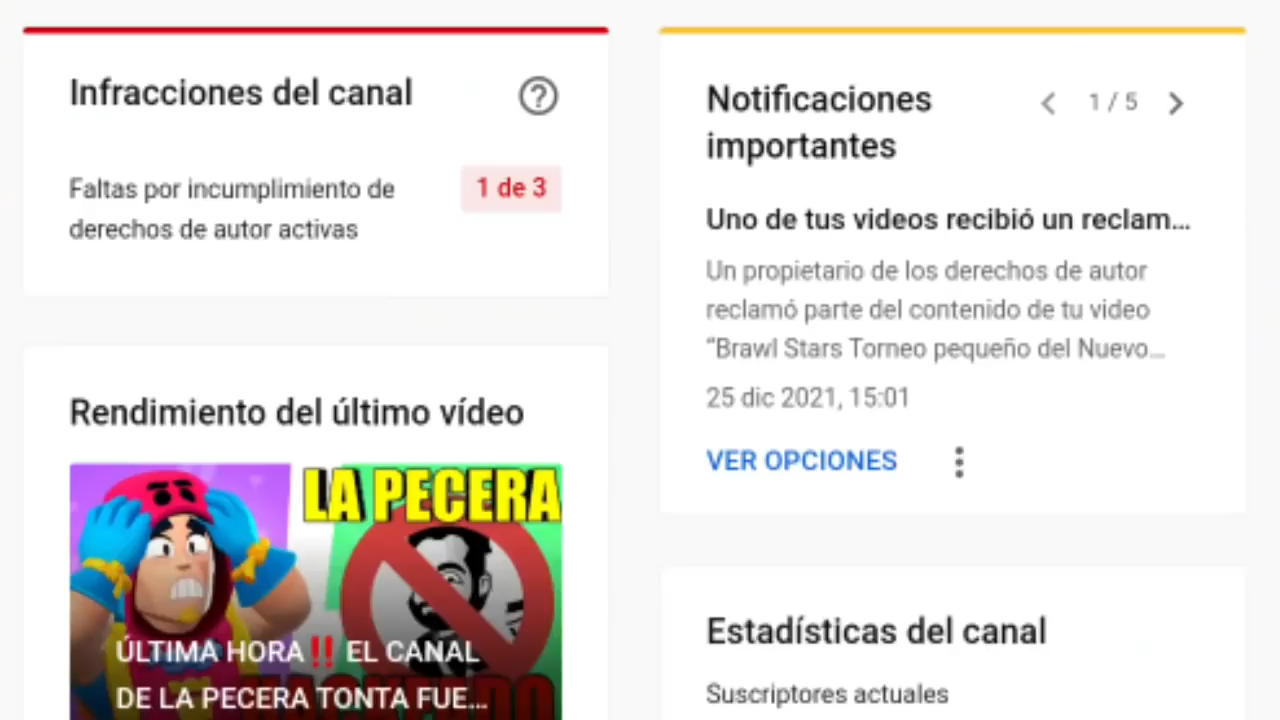 Infracciones del canal
Faltas por incumplimiento de
derechos de autor activas
1 de 3
Notificaciones
importantes
1 / 5
Uno de tus videos recibió un reclam...
Un propietario de los derechos de autor
reclamó parte del contenido de tu video
“Brawl Stars Torneo pequeño del Nuevo...
25 dic 2021, 15:01
VER OPCIONES
Rendimiento del último vídeo
LA PECERA
ÚLTIMA HORA‼️ EL CANAL
DE LA PECERA TONTA FUE...
Estadísticas del canal
Suscriptores actuales